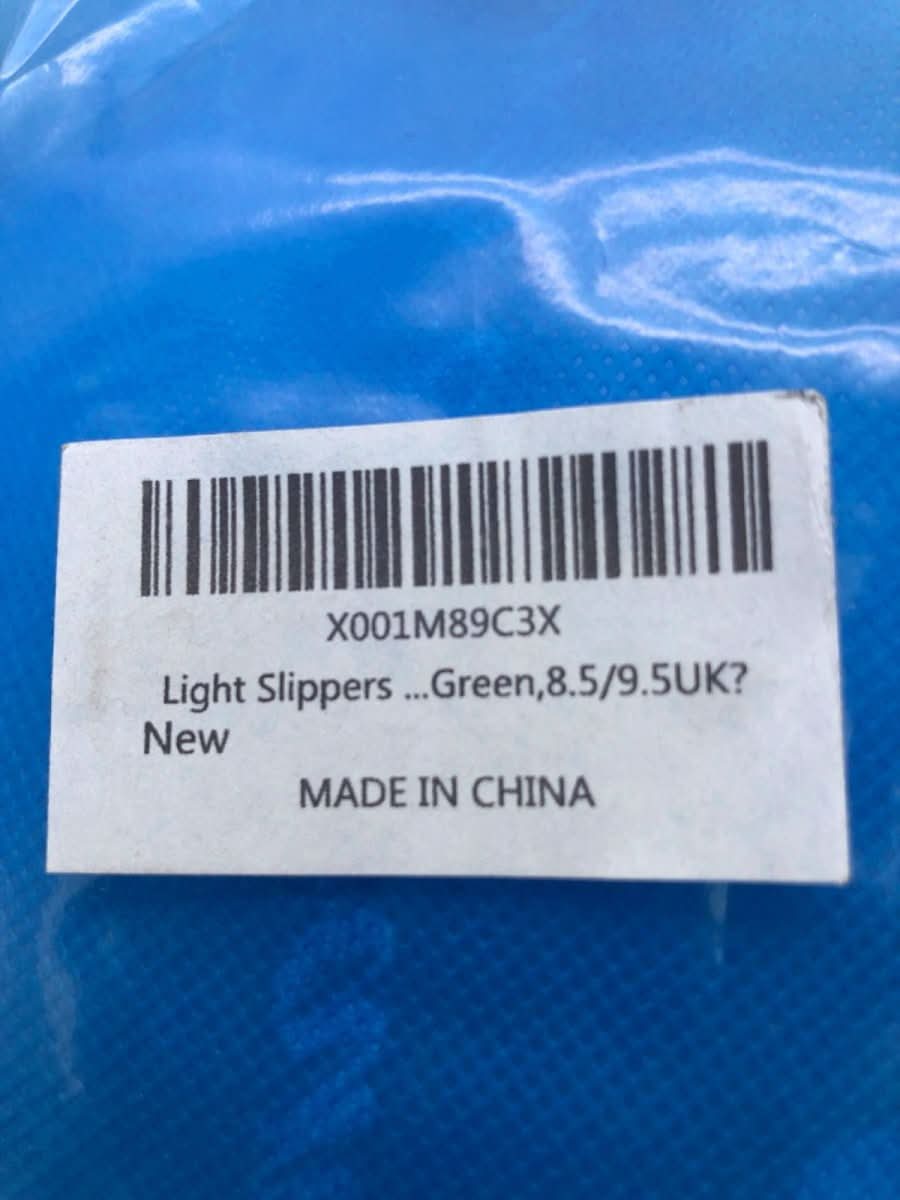 X001M89C3X
Light Slippers ...Green,8.5/9.5UK?
New
MADE IN CHINA